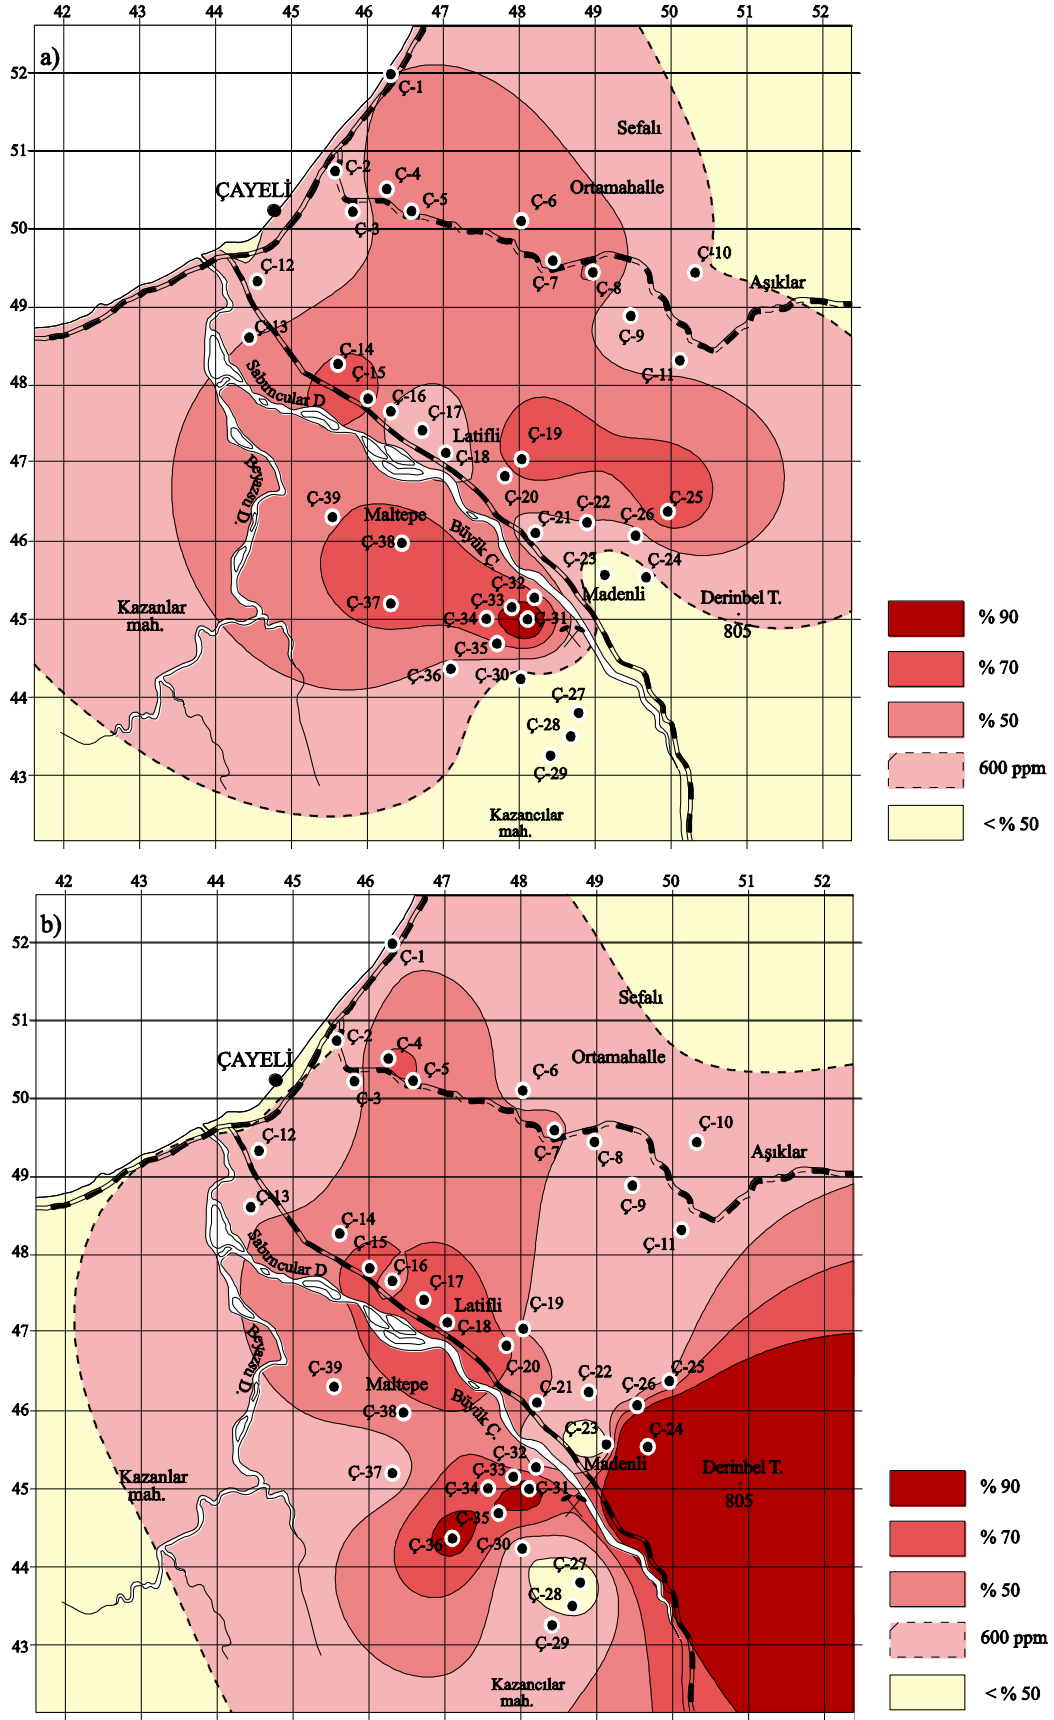 42 43 44 45 46 47 48 49 50 51 52
a)
52
Ç-1
Sefalı
51
Ç-2
Ç-4
ÇAYELİ
Ortamahalle
Ç-5
Ç-6
50
Ç-3
Ç-10
Ç-12
Ç-7
Ç-8
Aşıklar
49
Ç-13
Ç-9
Ç-14
Ç-11
Sabuncular D
Ç-15
48
Ç-16
Ç-17
Latifli
Ç-19
Ç-18
47
Beyazsu D.
Ç-39
Ç-20
Ç-22
Ç-25
Maltepe
Büyük Ç.
Ç-21
Ç-26
46
Ç-38
Ç-23
Ç-24
Ç-32
Madenli
Derinbel T.
Kazanlar
mah.
Ç-37
Ç-33
Ç-34
Ç-31
% 90
45
805
Ç-35
Ç-36
Ç-30
% 70
44
Ç-27
Ç-28
% 50
43
Ç-29
600 ppm
Kazancılar
mah.
< % 50
42 43 44 45 46 47 48 49 50 51 52
b)
52
Ç-1
Sefalı
51
Ç-2
Ç-4
ÇAYELİ
Ortamahalle
Ç-5
Ç-6
50
Ç-3
Ç-10
Ç-12
Ç-7
Ç-8
Aşıklar
49
Ç-13
Ç-9
Ç-14
Ç-11
Sabuncular D
Ç-15
48
Ç-16
Ç-17
Latifli
Ç-19
Ç-18
47
Beyazsu D.
Ç-39
Ç-20
Ç-22
Ç-25
Maltepe
Büyük Ç.
Ç-21
Ç-26
46
Ç-38
Ç-23
Ç-24
Ç-32
Madenli
Derinbel T.
Kazanlar
mah.
Ç-37
Ç-33
Ç-34
Ç-31
% 90
45
805
Ç-35
Ç-36
Ç-30
% 70
44
Ç-27
Ç-28
% 50
43
Ç-29
600 ppm
Kazancılar
mah.
< % 50